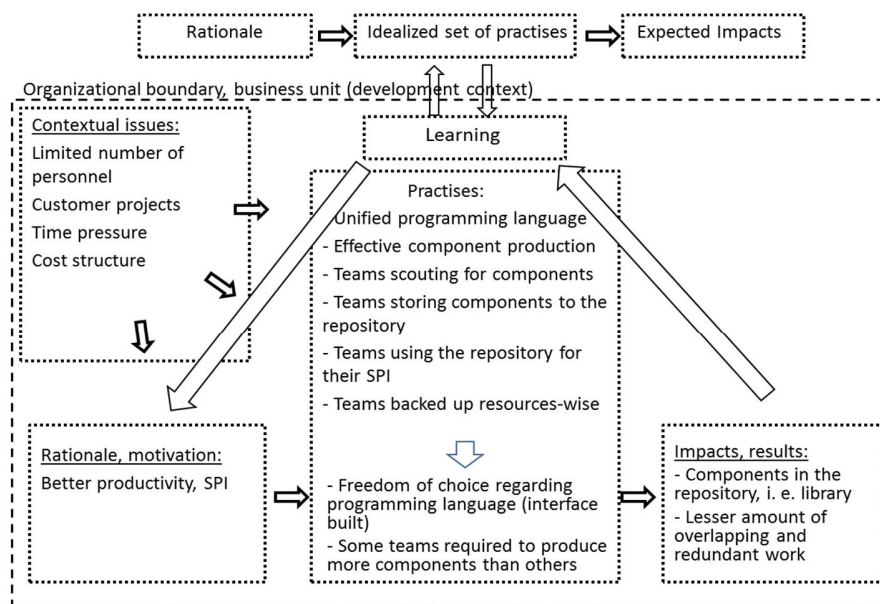 Rationale
Idealized set of practises
Expected Impacts
Organizational boundary, business unit (development context)
Contextual issues:
Limited number of
personnel
Customer projects
Time pressure
Cost structure
Learning
Practises:
Unified programming language
- Effective component production
- Teams scouting for components
- Teams storing components to the
repository
- Teams using the repository for
their SPI
- Teams backed up resources-wise
- Freedom of choice regarding
programming language (interface
built)
- Some teams required to produce
more components than others
Rationale, motivation:
Better productivity, SPI
Impacts, results:
- Components in the
repository, i. e. library
- Lesser amount of
overlapping and
redundant work